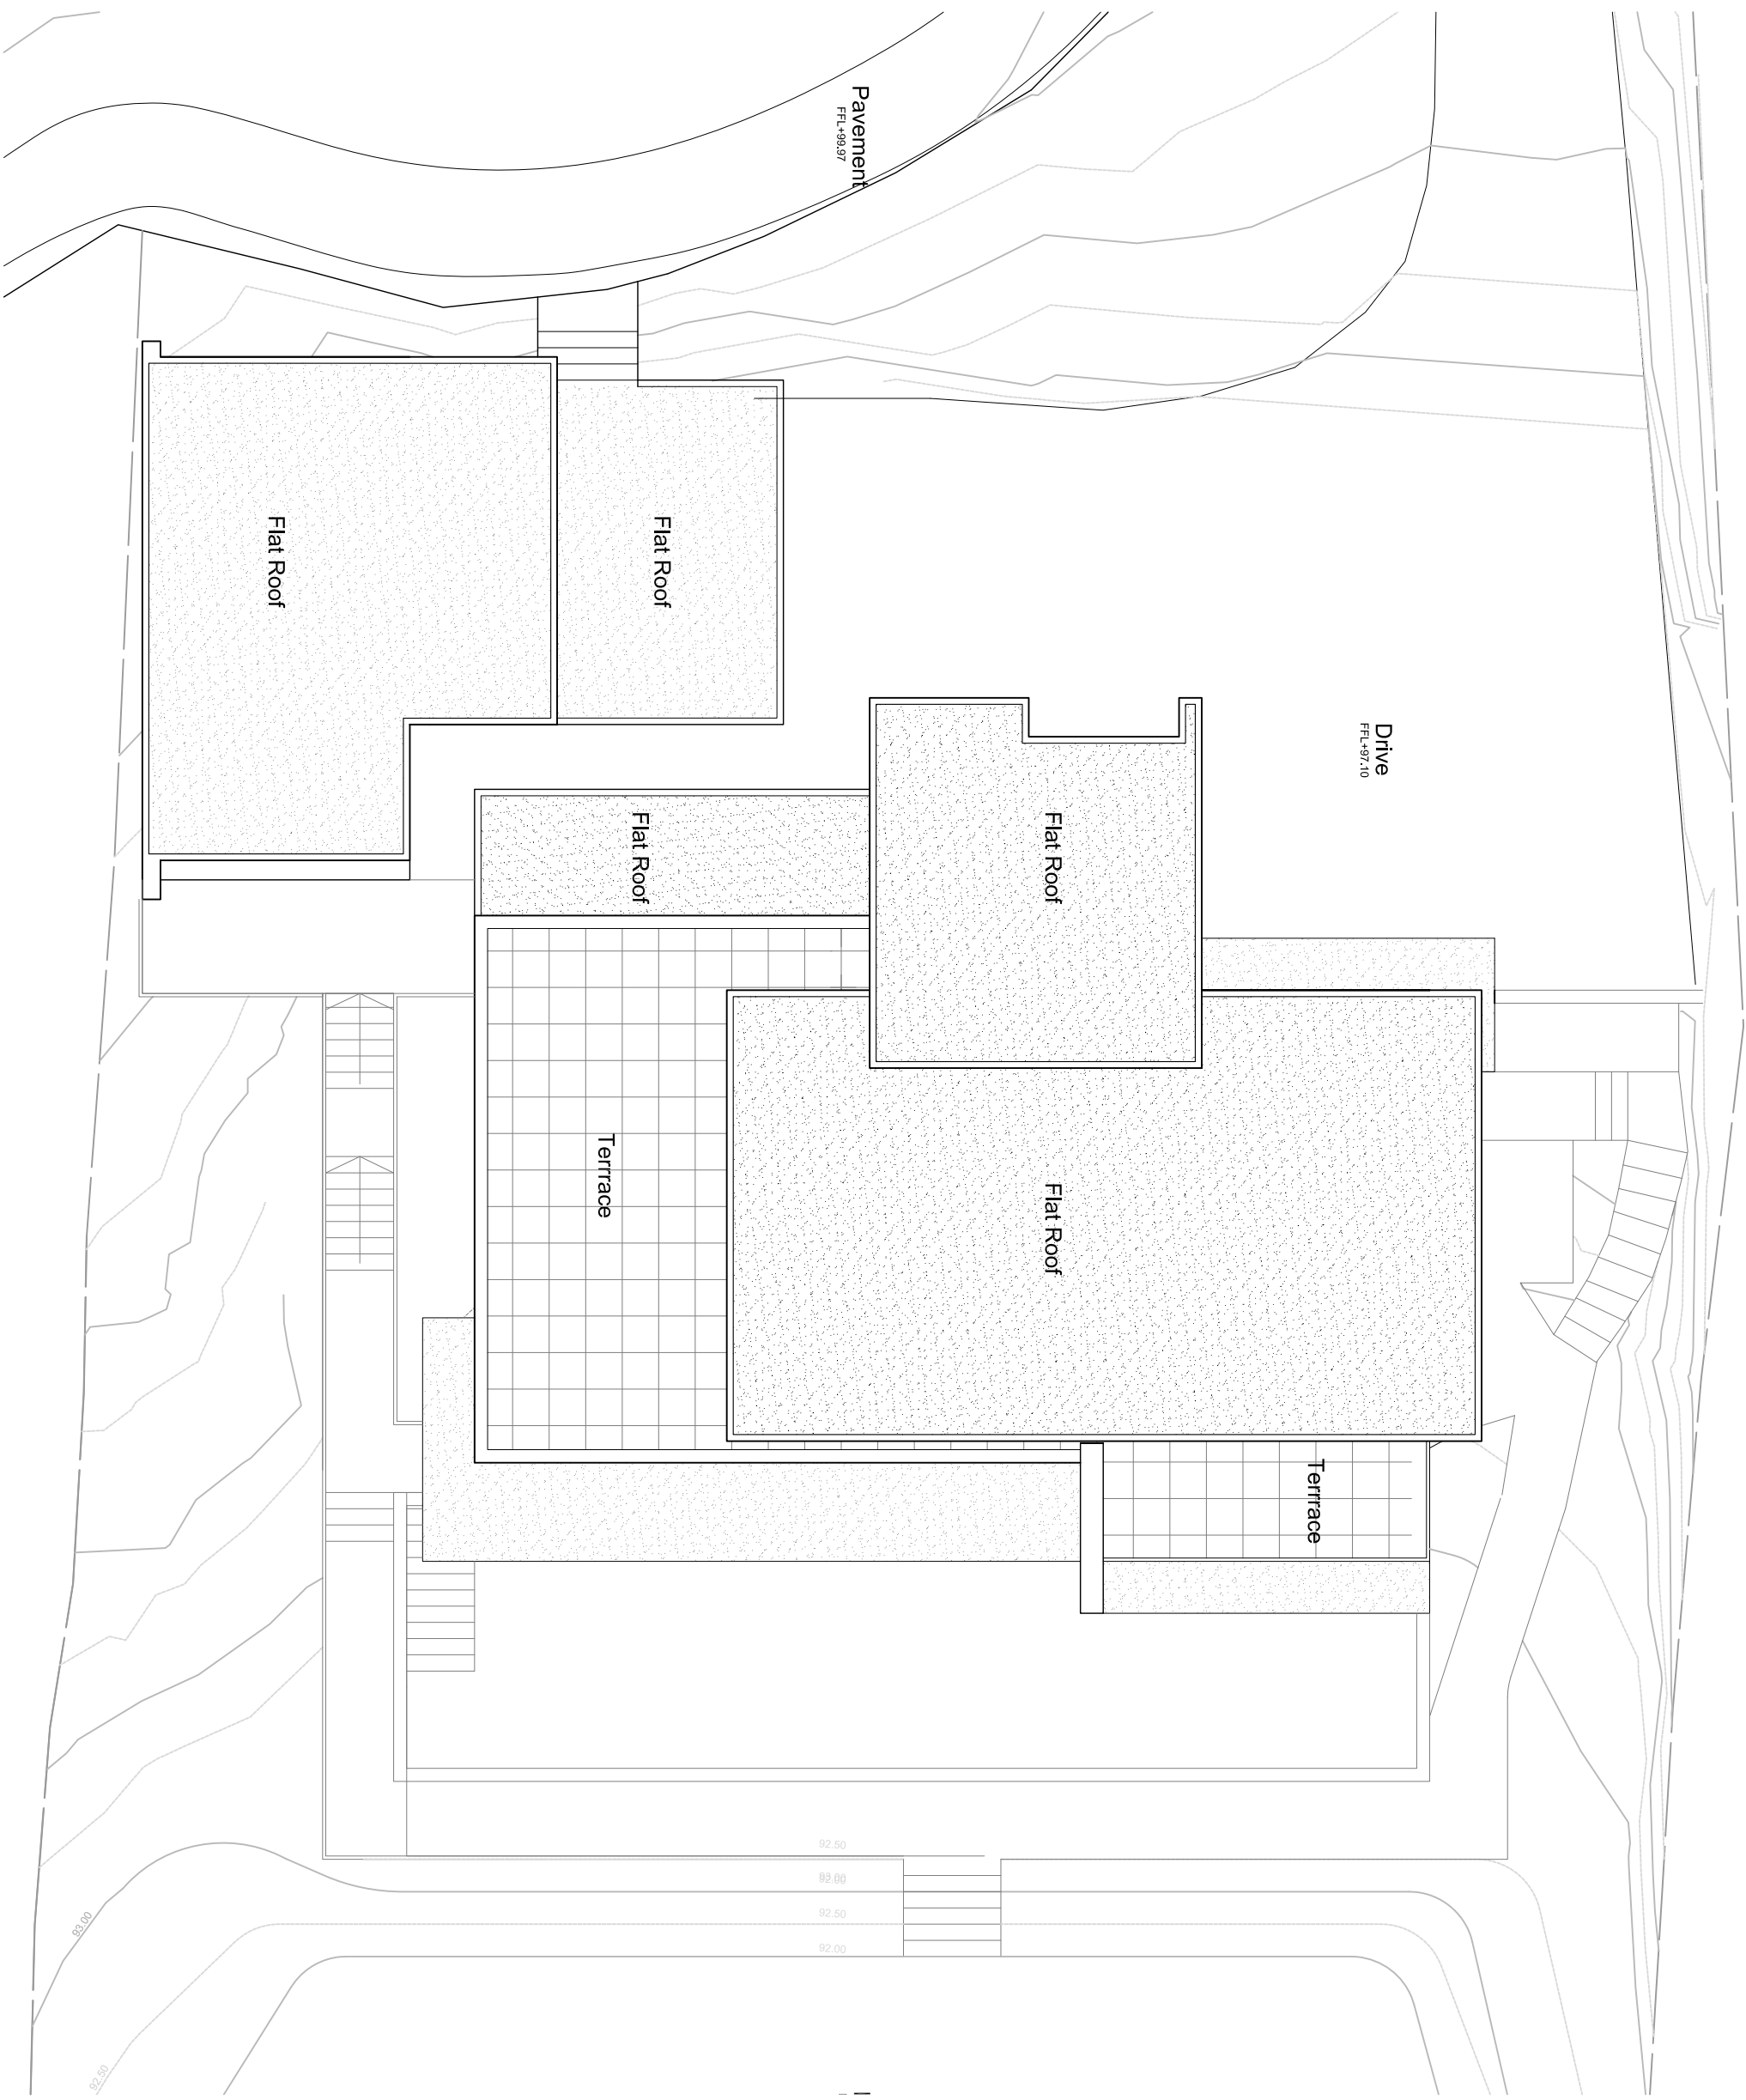 Pavement
FFL+99.97
Flat Roof
Flat Roof
Drive
FFL+97.10
Flat Roof
Flat Roof
Terrrace
Flat Roof
Terrrace
92.50
92.00
92.50
92.00
93.00
92.50